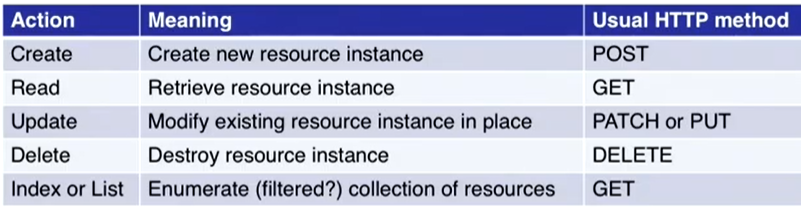 Action Meaning Usual HTTP method
Create Create new resource instance POST
Read Retrieve resource instance GET
Update Modify existing resource instance in place PATCH or PUT
Delete Destroy resource instance DELETE
Index or List Enumerate (filtered?) collection of resources GET